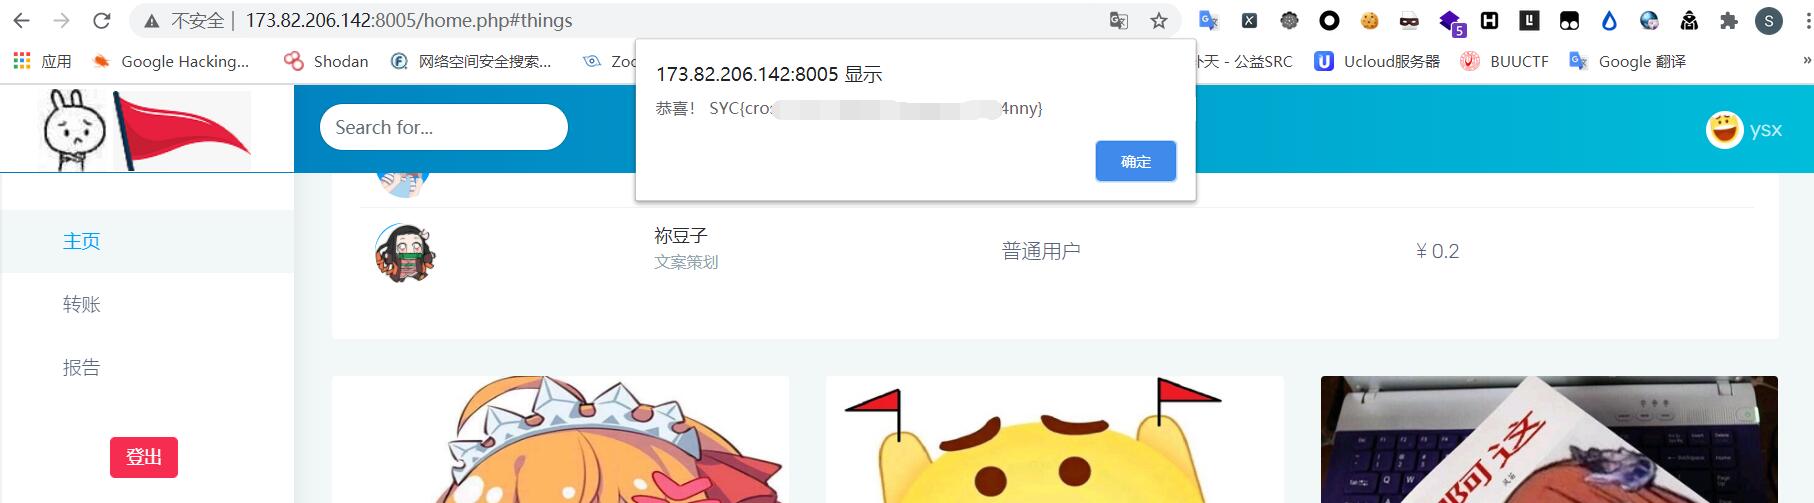 不安全 | 173.82.206.142:8005/home.php#things
S
5
应用 Google Hacking... Shodan 网络空间安全搜索... 补天 - 公益SRC Ucloud服务器 BUUCTF Google 翻译 »
173.82.206.142:8005 显示
恭喜! SYC{cro 4nny}
确定
Search for...
ysx
主页
转账
报告
登出
祢豆子
文案策划
普通用户
¥ 0.2